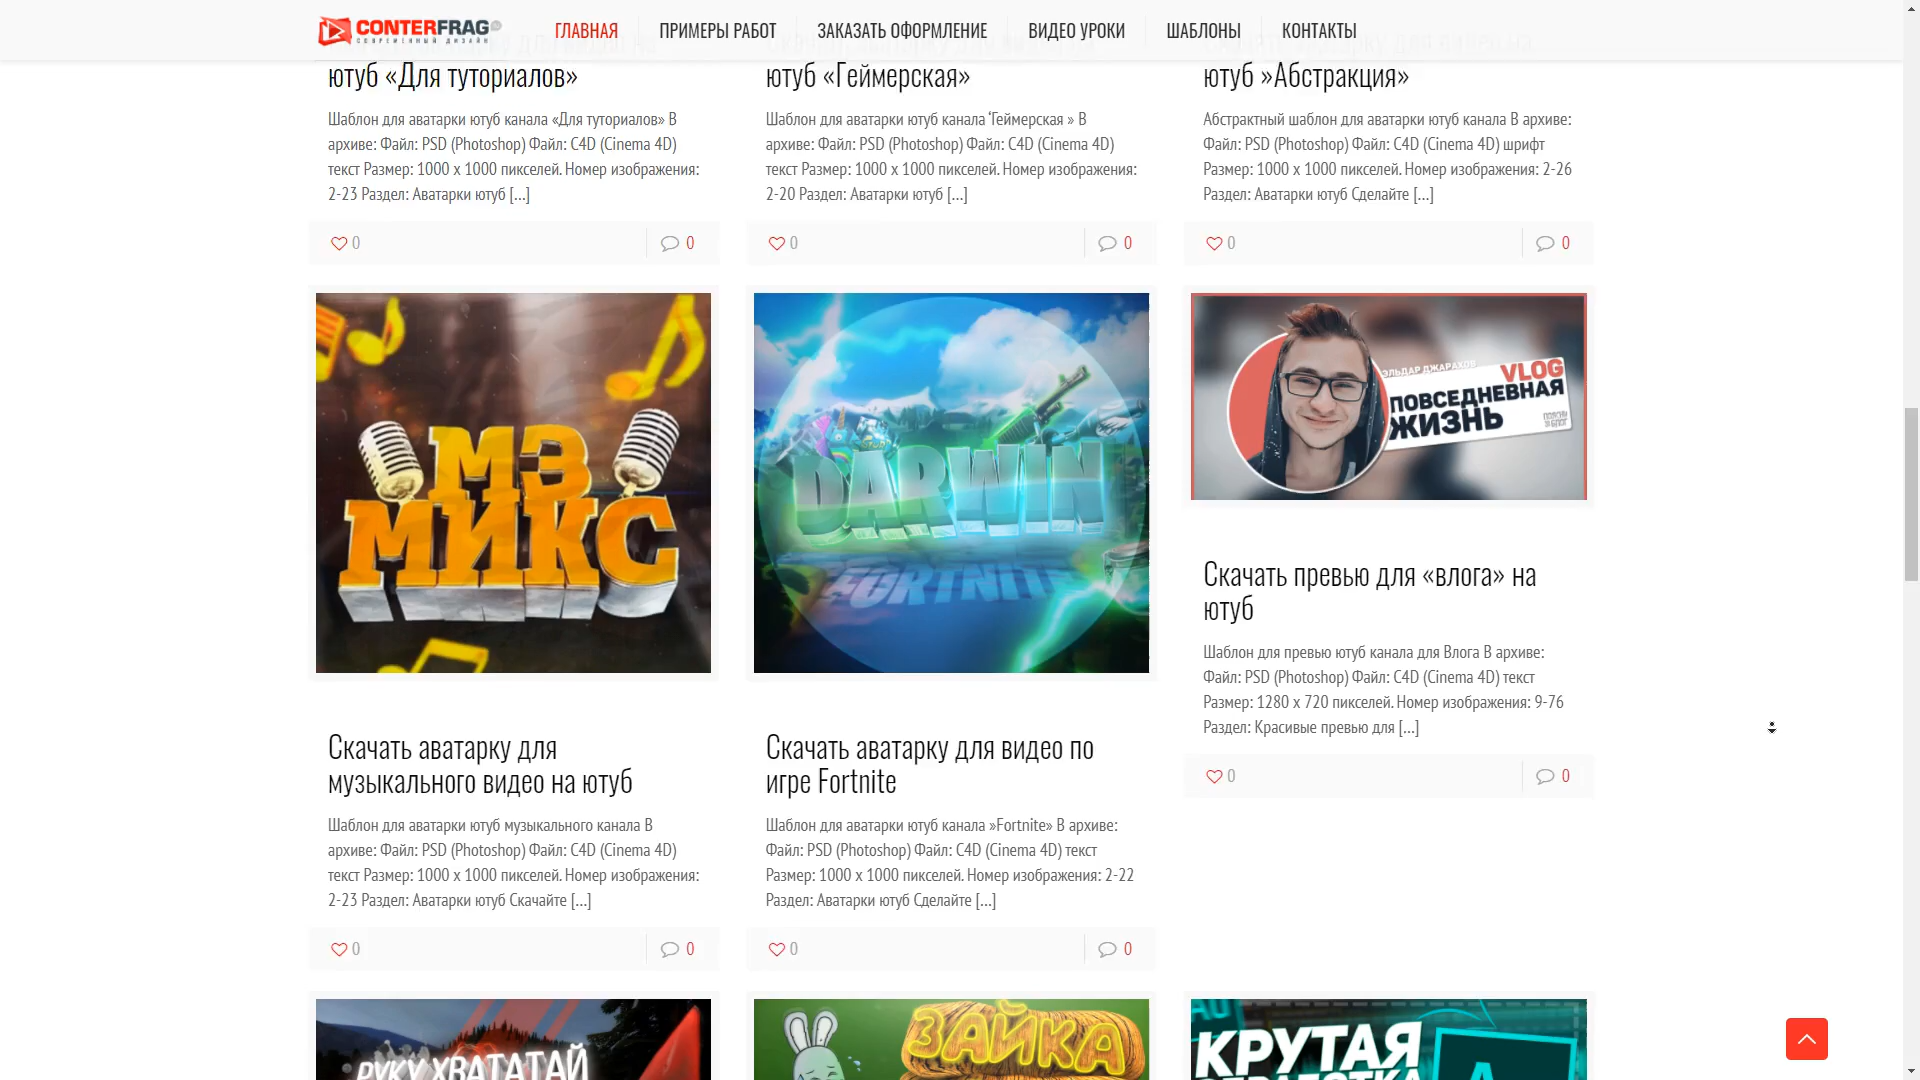 CONTERFRAG
СОВРЕМЕННЫЙ ДИЗАЙН
ГЛАВНАЯ
ПРИМЕРЫ РАБОТ
ЗАКАЗАТЬ ОФОРМЛЕНИЕ
ВИДЕО УРОКИ
ШАБЛОНЫ
КОНТАКТЫ
ютуб «Для туториалов»
Шаблон для аватарки ютуб канала «Для туториалов» В
архиве: Файл: PSD (Photoshop) Файл: C4D (Cinema 4D)
текст Размер: 1000 x 1000 пикселей. Номер изображения:
2-23 Раздел: Аватарки ютуб [...]
0
0
ютуб «Геймерская»
Шаблон для аватарки ютуб канала ‘Геймерская » В
архиве: Файл: PSD (Photoshop) Файл: C4D (Cinema 4D)
текст Размер: 1000 x 1000 пикселей. Номер изображения:
2-20 Раздел: Аватарки ютуб [...]
0
0
ютуб »Абстракция»
Абстрактный шаблон для аватарки ютуб канала В архиве:
Файл: PSD (Photoshop) Файл: C4D (Cinema 4D) шрифт
Размер: 1000 x 1000 пикселей. Номер изображения: 2-26
Раздел: Аватарки ютуб Сделайте [...]
0
0
МЗ
МИКС
Скачать аватарку для
музыкального видео на ютуб
Шаблон для аватарки ютуб музыкального канала В
архиве: Файл: PSD (Photoshop) Файл: C4D (Cinema 4D)
текст Размер: 1000 x 1000 пикселей. Номер изображения:
2-23 Раздел: Аватарки ютуб Скачайте [...]
0
0
DARWIN
FORTNITE
Скачать аватарку для видео по
игре Fortnite
Шаблон для аватарки ютуб канала »Fortnite» В архиве:
Файл: PSD (Photoshop) Файл: C4D (Cinema 4D) текст
Размер: 1000 x 1000 пикселей. Номер изображения: 2-22
Раздел: Аватарки ютуб Сделайте [...]
0
0
ЭЛЬДАР ДЖАРАХОВ
VLOG
ПОВСЕДНЕВНАЯ
ЖИЗНЬ
Скачать превью для «влога» на
ютуб
Шаблон для превью ютуб канала для Влога В архиве:
Файл: PSD (Photoshop) Файл: C4D (Cinema 4D) текст
Размер: 1280 x 720 пикселей. Номер изображения: 9-76
Раздел: Красивые превью для [...]
0
0
РУКУ ХВАТАТАЙ
ЗАЙКА
КРУТАЯ